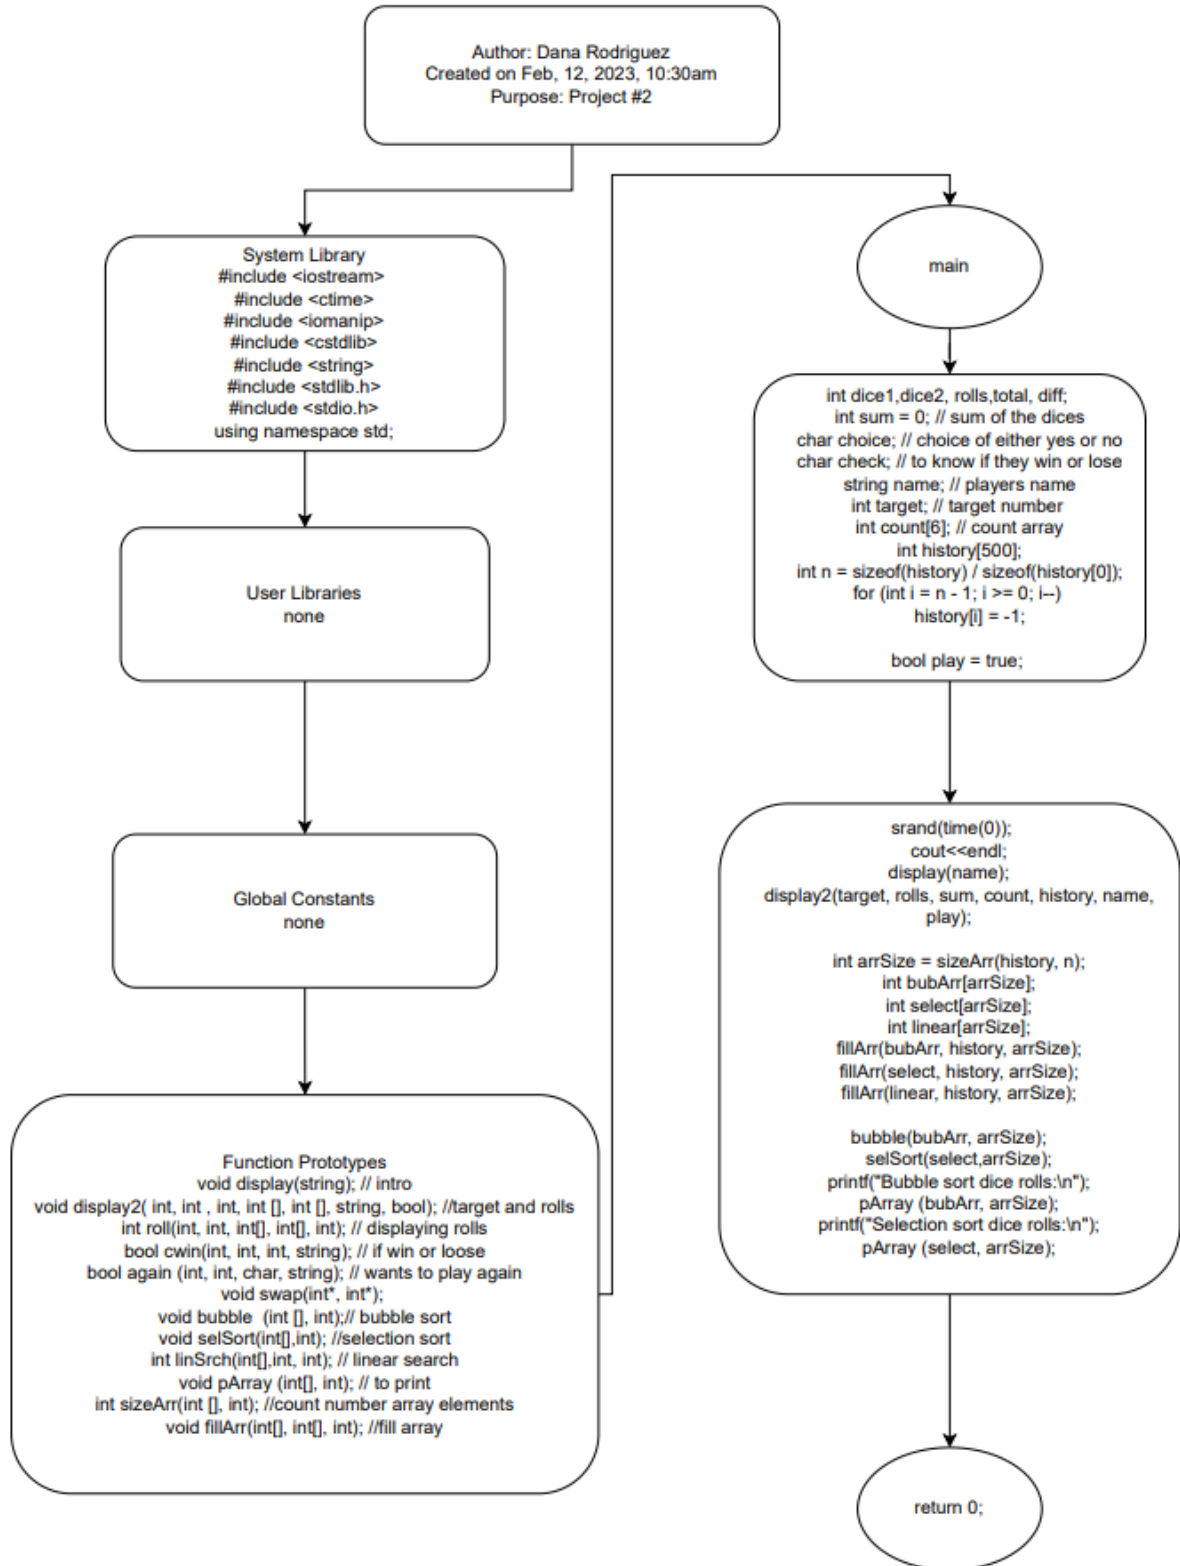 Author: Dana Rodriguez
Created on Feb, 12, 2023, 10:30am
Purpose: Project #2
System Library
#include <iostream>
#include <ctime>
#include <iomanip>
#include <cstdlib>
#include <string>
#include <stdlib.h>
#include <stdio.h>
using namespace std;
User Libraries
none
Global Constants
none
Function Prototypes
void display(string); // intro
void display2( int, int , int, int [], int [], string, bool); //target and rolls
int roll(int, int, int[], int[], int); // displaying rolls
bool cwin(int, int, int, string); // if win or loose
bool again (int, int, char, string); // wants to play again
void swap(int*, int*);
void bubble  (int [], int);// bubble sort
void selSort(int[],int); //selection sort
int linSrch(int[],int, int); // linear search
void pArray (int[], int); // to print
int sizeArr(int [], int); //count number array elements
void fillArr(int[], int[], int); //fill array
main
int dice1,dice2, rolls,total, diff;
int sum = 0; // sum of the dices
char choice; // choice of either yes or no
char check; // to know if they win or lose
string name; // players name
int target; // target number
int count[6]; // count array
int history[500];
int n = sizeof(history) / sizeof(history[0]);
for (int i = n - 1; i >= 0; i--)
history[i] = -1;
bool play = true;
srand(time(0));
cout<<endl;
display(name);
display2(target, rolls, sum, count, history, name,
play);
int arrSize = sizeArr(history, n);
int bubArr[arrSize];
int select[arrSize];
int linear[arrSize];
fillArr(bubArr, history, arrSize);
fillArr(select, history, arrSize);
fillArr(linear, history, arrSize);
bubble(bubArr, arrSize);
selSort(select,arrSize);
printf("Bubble sort dice rolls:\n");
pArray (bubArr, arrSize);
printf("Selection sort dice rolls:\n");
pArray (select, arrSize);
return 0;